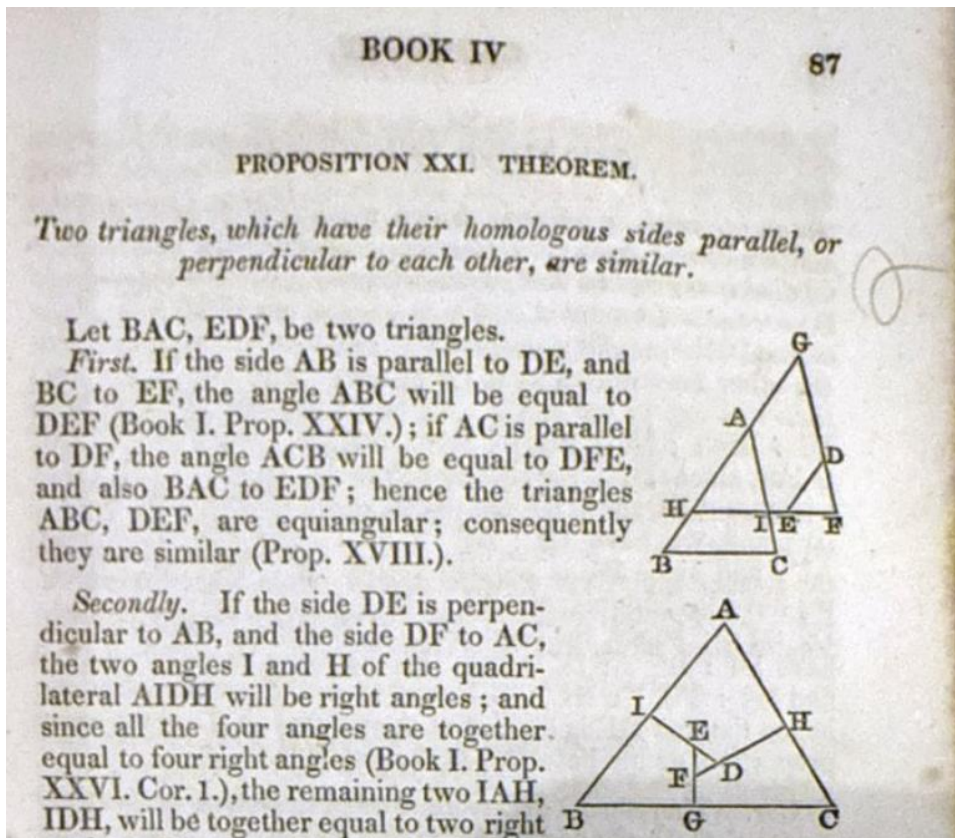 BOOK IV
87
PROPOSITION XXI. THEOREM.
Two triangles, which have their homologous sides parallel, or
perpendicular to each other, are similar.
Let BAC, EDF, be two triangles.
First. If the side AB is parallel to DE, and
BC to EF, the angle ABC will be equal to
DEF (Book I. Prop. XXIV.); if AC is parallel
to DF, the angle ACB will be equal to DFE,
and also BAC to EDF; hence the triangles
ABC, DEF, are equiangular; consequently
they are similar (Prop. XVIII.).
G
A
D
H
I E F
B
C
Secondly. If the side DE is perpen-
dicular to AB, and the side DF to AC,
the two angles I and H of the quadri-
lateral AIDH will be right angles; and
since all the four angles are together
equal to four right angles (Book I. Prop.
XXVI. Cor. 1.), the remaining two IAH,
IDH, will be together equal to two right
A
I
H
E
F D
B
G
C